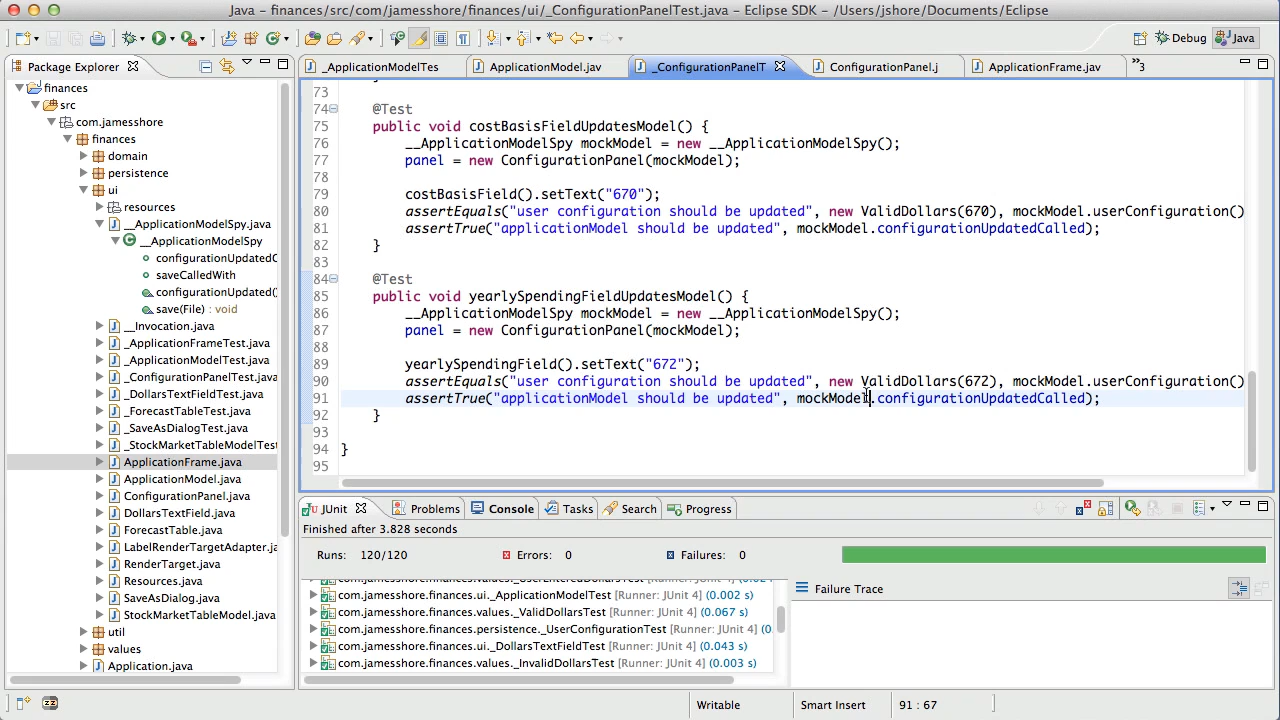 Java – finances/src/com/jamesshore/finances/ui/_ConfigurationPanelTest.java – Eclipse SDK – /Users/jshore/Documents/Eclipse
Debug
Java
Package Explorer
_ApplicationModelTes
ApplicationModel.jav
_ConfigurationPanelT
ConfigurationPanel.j
ApplicationFrame.jav
»3
finances
src
com.jamesshore
finances
domain
persistence
ui
resources
__ApplicationModelSpy.java
__ApplicationModelSpy
configurationUpdatedC
saveCalledWith
configurationUpdated()
save(File) : void
__Invocation.java
_ApplicationFrameTest.java
_ApplicationModelTest.java
_ConfigurationPanelTest.java
_DollarsTextFieldTest.java
_ForecastTableTest.java
_SaveAsDialogTest.java
_StockMarketTableModelTest
ApplicationFrame.java
ApplicationModel.java
ConfigurationPanel.java
DollarsTextField.java
ForecastTable.java
LabelRenderTargetAdapter.ja
RenderTarget.java
Resources.java
SaveAsDialog.java
StockMarketTableModel.java
util
values
Application.java
73
74 @Test
75 public void costBasisFieldUpdatesModel() {
76 __ApplicationModelSpy mockModel = new __ApplicationModelSpy();
77 panel = new ConfigurationPanel(mockModel);
78
79 costBasisField().setText("670");
80 assertEquals("user configuration should be updated", new ValidDollars(670), mockModel.userConfiguration()
81 assertTrue("applicationModel should be updated", mockModel.configurationUpdatedCalled);
82 }
83
84 @Test
85 public void yearlySpendingFieldUpdatesModel() {
86 __ApplicationModelSpy mockModel = new __ApplicationModelSpy();
87 panel = new ConfigurationPanel(mockModel);
88
89 yearlySpendingField().setText("672");
90 assertEquals("user configuration should be updated", new ValidDollars(672), mockModel.userConfiguration()
91 assertTrue("applicationModel should be updated", mockModel.configurationUpdatedCalled);
92 }
93
94 }
95
JUnit
Problems
Console
Tasks
Search
Progress
Finished after 3.828 seconds
Runs: 120/120
Errors: 0
Failures: 0
com.jamesshore.finances.values._UserEnteredDollarsTest [Runner: JUnit 4] (0.02
com.jamesshore.finances.ui._ApplicationModelTest [Runner: JUnit 4] (0.002 s)
com.jamesshore.finances.values._ValidDollarsTest [Runner: JUnit 4] (0.067 s)
com.jamesshore.finances.persistence._UserConfigurationTest [Runner: JUnit 4] (0.
com.jamesshore.finances.ui._DollarsTextFieldTest [Runner: JUnit 4] (0.043 s)
com.jamesshore.finances.values._InvalidDollarsTest [Runner: JUnit 4] (0.003 s)
Failure Trace
Writable
Smart Insert
91 : 67